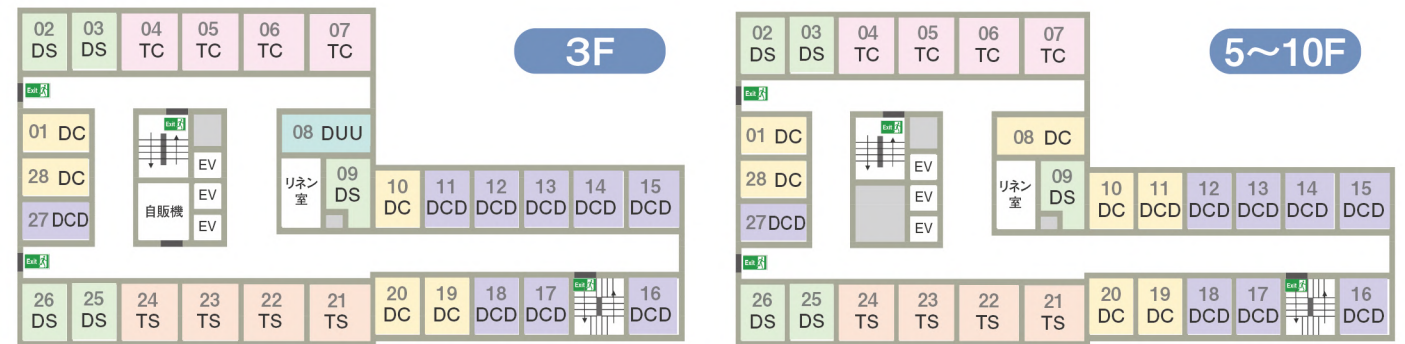 3F
02 03 04 05 06 07
DS DS TC TC TC TC
Exit
01 DC
Exit
08 DUU
28 DC
EV
リネン室
09
DS
27 DCD
自販機
EV
EV
10 11 12 13 14 15
DC DCD DCD DCD DCD DCD
Exit
26 25 24 23 22 21
DS DS TS TS TS TS
20 19 18 17
DC DC DCD DCD
Exit
16
DCD
5～10F
02 03 04 05 06 07
DS DS TC TC TC TC
Exit
01 DC
Exit
08 DC
28 DC
EV
リネン室
09
DS
27 DCD
EV
EV
10 11 12 13 14 15
DC DC DCD DCD DCD DCD
Exit
26 25 24 23 22 21
DS DS TS TS TS TS
20 19 18 17
DC DC DCD DCD
Exit
16
DCD